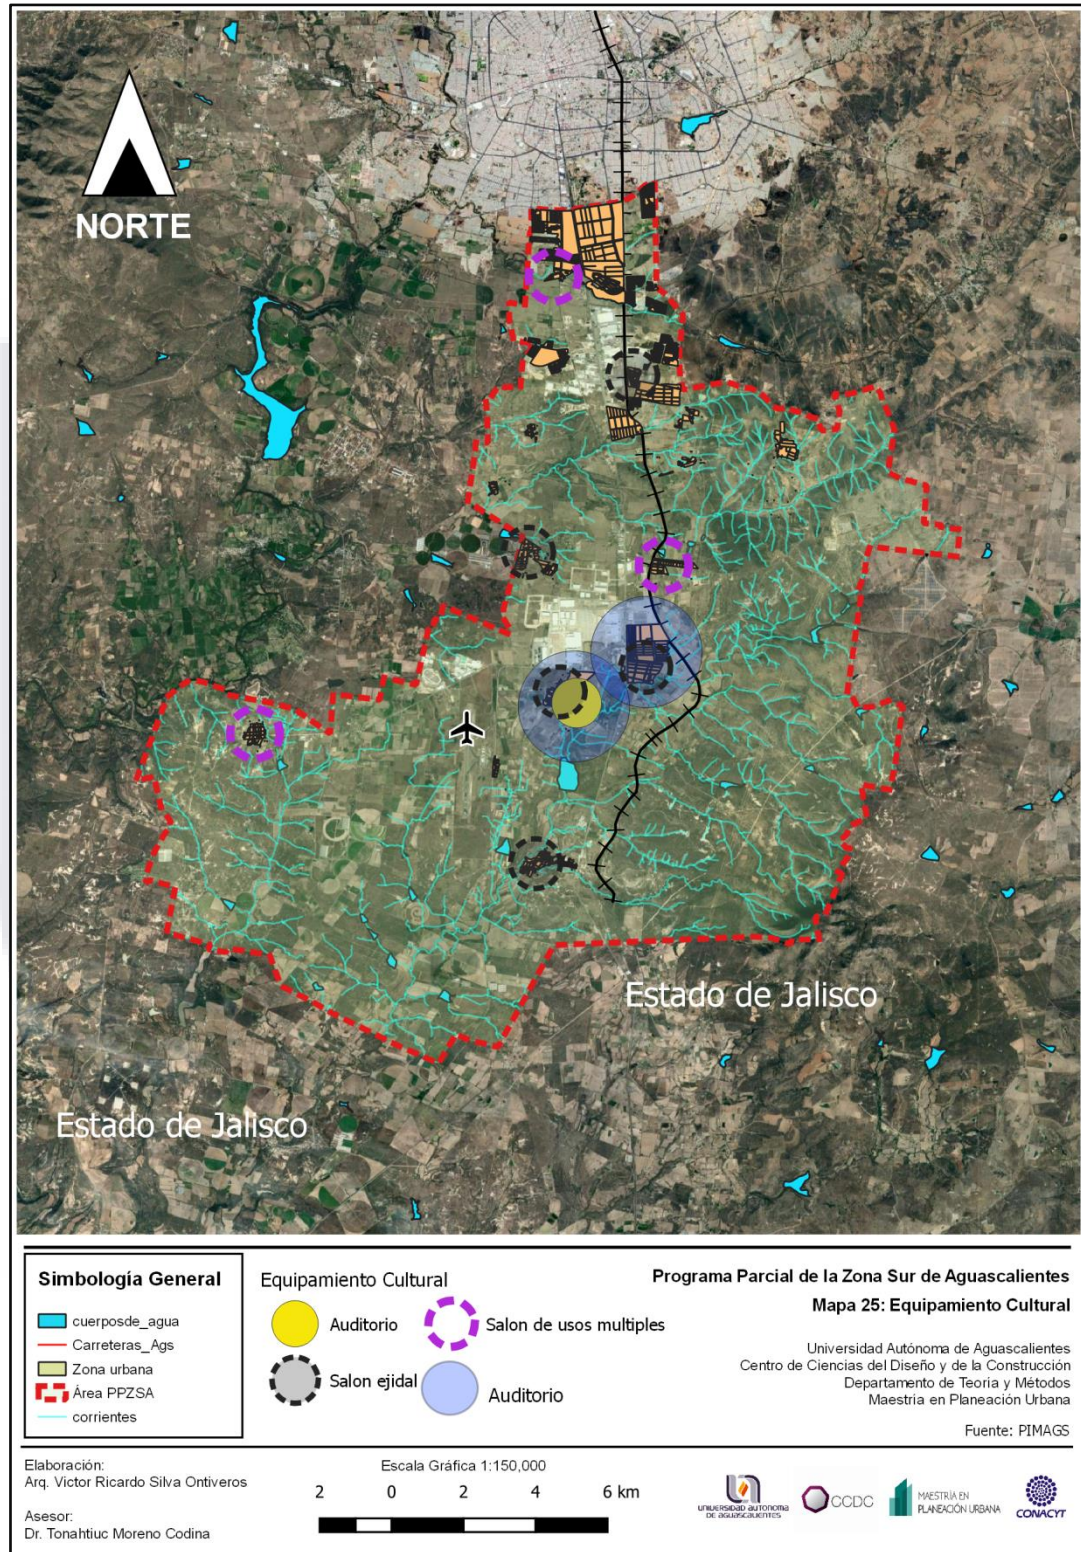 NORTE
Estado de Jalisco
Estado de Jalisco
Simbología General
cuerposde_agua
Carreteras_Ags
Zona urbana
Área PPZSA
corrientes
Equipamiento Cultural
Auditorio
Salon de usos multiples
Salon ejidal
Auditorio
Programa Parcial de la Zona Sur de Aguascalientes
Mapa 25: Equipamiento Cultural
Universidad Autónoma de Aguascalientes
Centro de Ciencias del Diseño y de la Construcción
Departamento de Teoria y Métodos
Maestría en Planeación Urbana
Fuente: PIMAGS
Elaboración:
Arq. Victor Ricardo Silva Ontiveros
Asesor:
Dr. Tonahtiuc Moreno Codina
Escala Gráfica 1:150,000
2 0 2 4 6 km
UNIVERSIDAD AUTONOMA
DE AGUASCALIENTES
CCDC
MAESTRÍA EN
PLANEACIÓN URBANA
CONACYT